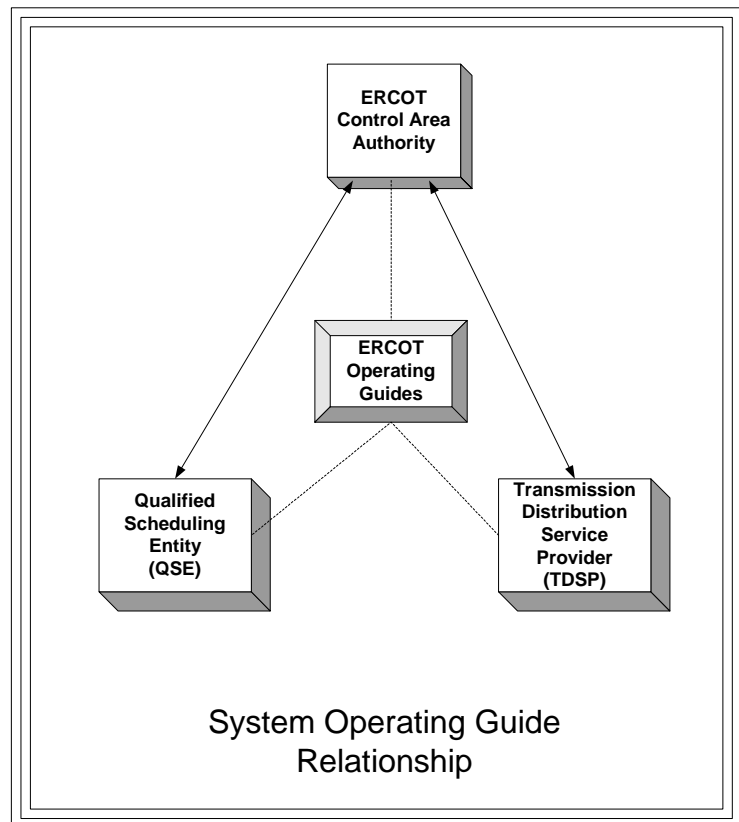 ERCOT
Control Area
Authority
ERCOT
Operating
Guides
Qualified
Scheduling
Entity
(QSE)
Transmission
Distribution
Service
Provider
(TDSP)
System Operating Guide
Relationship